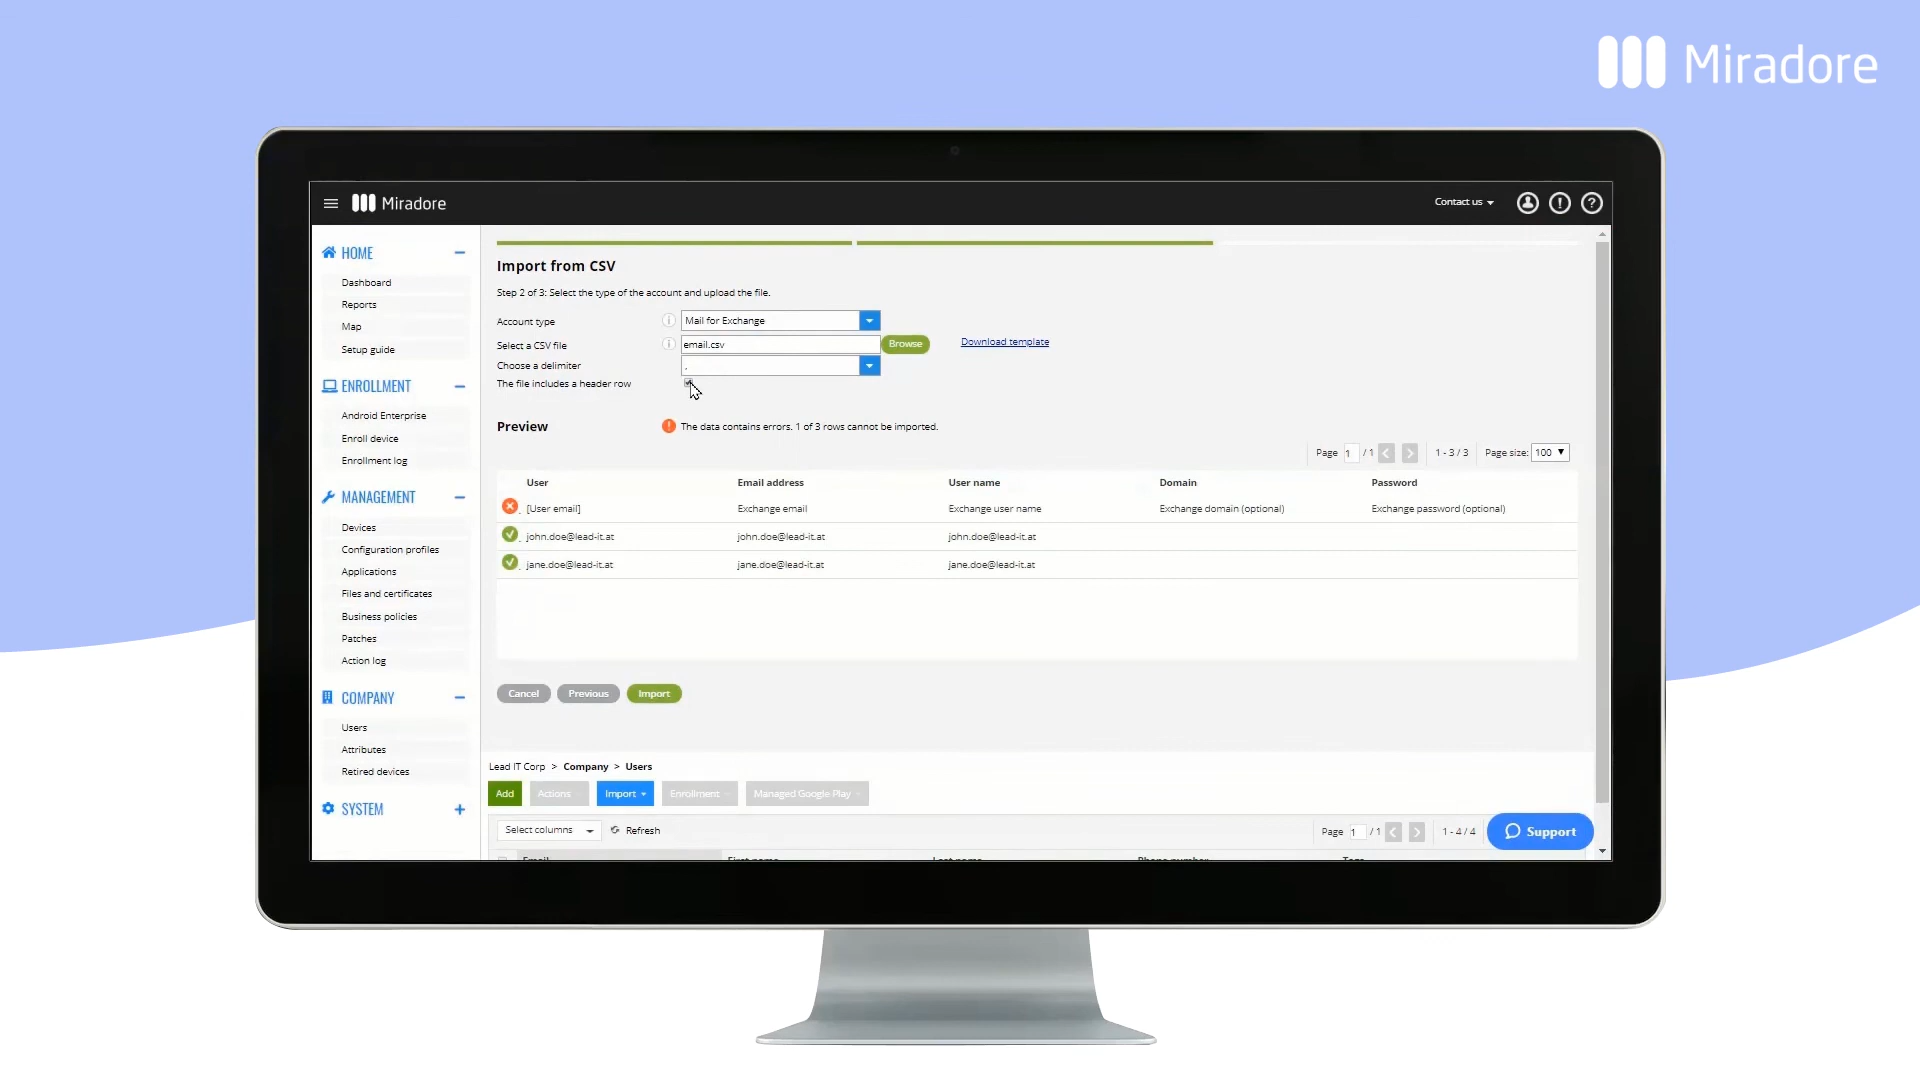 Miradore
Miradore
Contact us
HOME
Dashboard
Reports
Map
Setup guide
ENROLLMENT
Android Enterprise
Enroll device
Enrollment log
MANAGEMENT
Devices
Configuration profiles
Applications
Files and certificates
Business policies
Patches
Action log
COMPANY
Users
Attributes
Retired devices
SYSTEM
Import from CSV
Step 2 of 3: Select the type of the account and upload the file.
Account type Mail for Exchange
Select a CSV file email.csv Browse Download template
Choose a delimiter
The file includes a header row
Preview The data contains errors. 1 of 3 rows cannot be imported.
Page 1 / 1 1 - 3 / 3 Page size: 100
User Email address User name Domain Password
[User email] Exchange email Exchange user name Exchange domain (optional) Exchange password (optional)
john.doe@lead-it.at john.doe@lead-it.at john.doe@lead-it.at
jane.doe@lead-it.at jane.doe@lead-it.at jane.doe@lead-it.at
Cancel Previous Import
Lead IT Corp > Company > Users
Add Actions Import Enrollment Managed Google Play
Select columns Refresh Page 1 / 1 1 - 4 / 4 Support